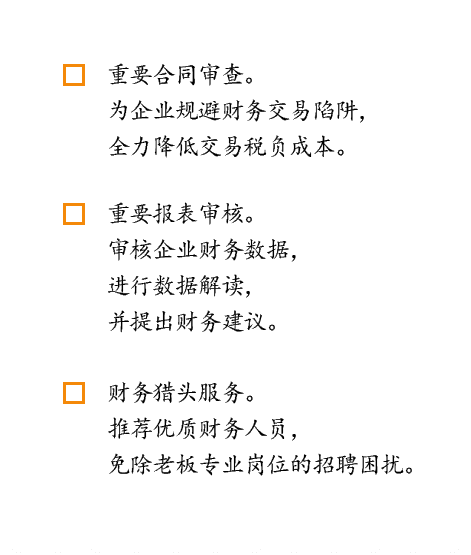 重要合同审查。
为企业规避财务交易陷阱，
全力降低交易税负成本。
重要报表审核。
审核企业财务数据，
进行数据解读，
并提出财务建议。
财务猎头服务。
推荐优质财务人员，
免除老板专业岗位的招聘困扰。